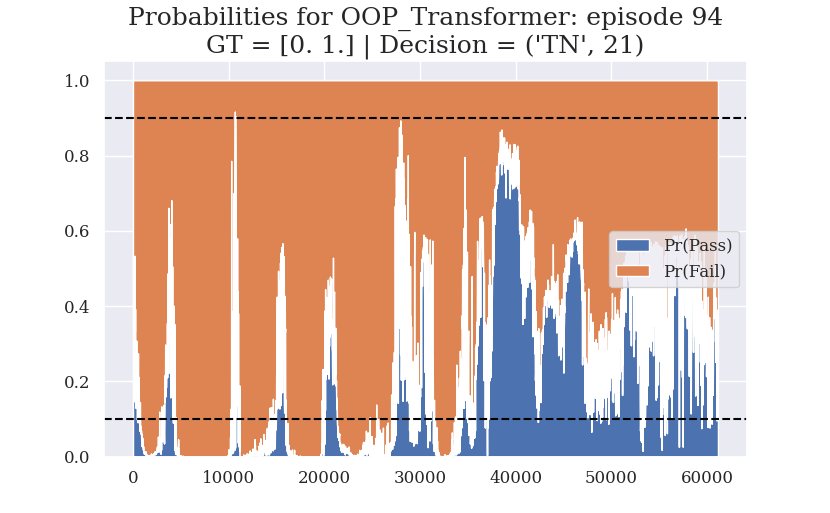 Probabilities for OOP_Transformer: episode 94
GT = [0. 1.] | Decision = ('TN', 21)
1.0
0.8
0.6
0.4
0.2
0.0
Pr(Pass)
Pr(Fail)
0 10000 20000 30000 40000 50000 60000